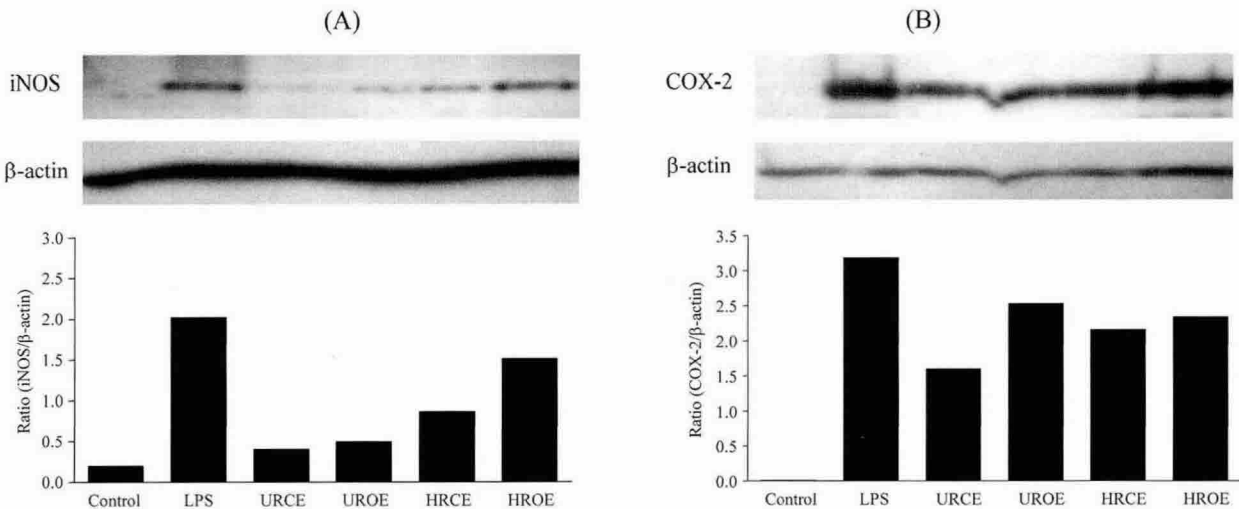 (A)
iNOS
β-actin
Ratio (iNOS/β-actin)
3.0
2.5
2.0
1.5
1.0
0.5
0.0
Control LPS URCE UROE HRCE HROE
(B)
COX-2
β-actin
Ratio (COX-2/β-actin)
3.5
3.0
2.5
2.0
1.5
1.0
0.5
0.0
Control LPS URCE UROE HRCE HROE